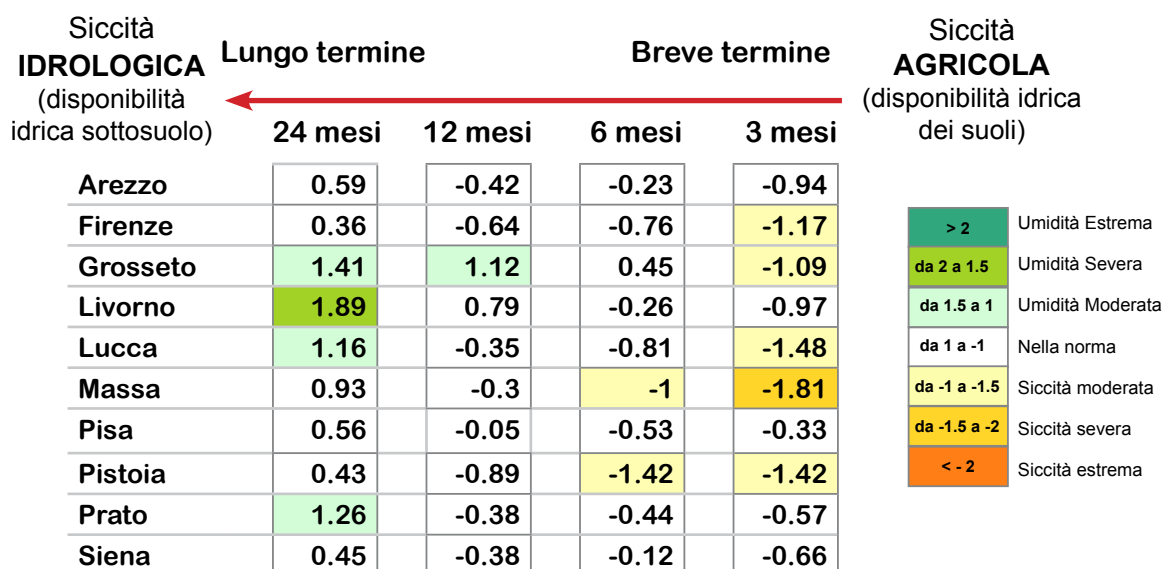 Siccità
IDROLOGICA
(disponibilità
idrica sottosuolo)
Lungo termine
Breve termine
Siccità
AGRICOLA
(disponibilità idrica
dei suoli)
24 mesi 12 mesi 6 mesi 3 mesi
Arezzo 0.59 -0.42 -0.23 -0.94
Firenze 0.36 -0.64 -0.76 -1.17
Grosseto 1.41 1.12 0.45 -1.09
Livorno 1.89 0.79 -0.26 -0.97
Lucca 1.16 -0.35 -0.81 -1.48
Massa 0.93 -0.3 -1 -1.81
Pisa 0.56 -0.05 -0.53 -0.33
Pistoia 0.43 -0.89 -1.42 -1.42
Prato 1.26 -0.38 -0.44 -0.57
Siena 0.45 -0.38 -0.12 -0.66
> 2 Umidità Estrema
da 2 a 1.5 Umidità Severa
da 1.5 a 1 Umidità Moderata
da 1 a -1 Nella norma
da -1 a -1.5 Siccità moderata
da -1.5 a -2 Siccità severa
< - 2 Siccità estrema